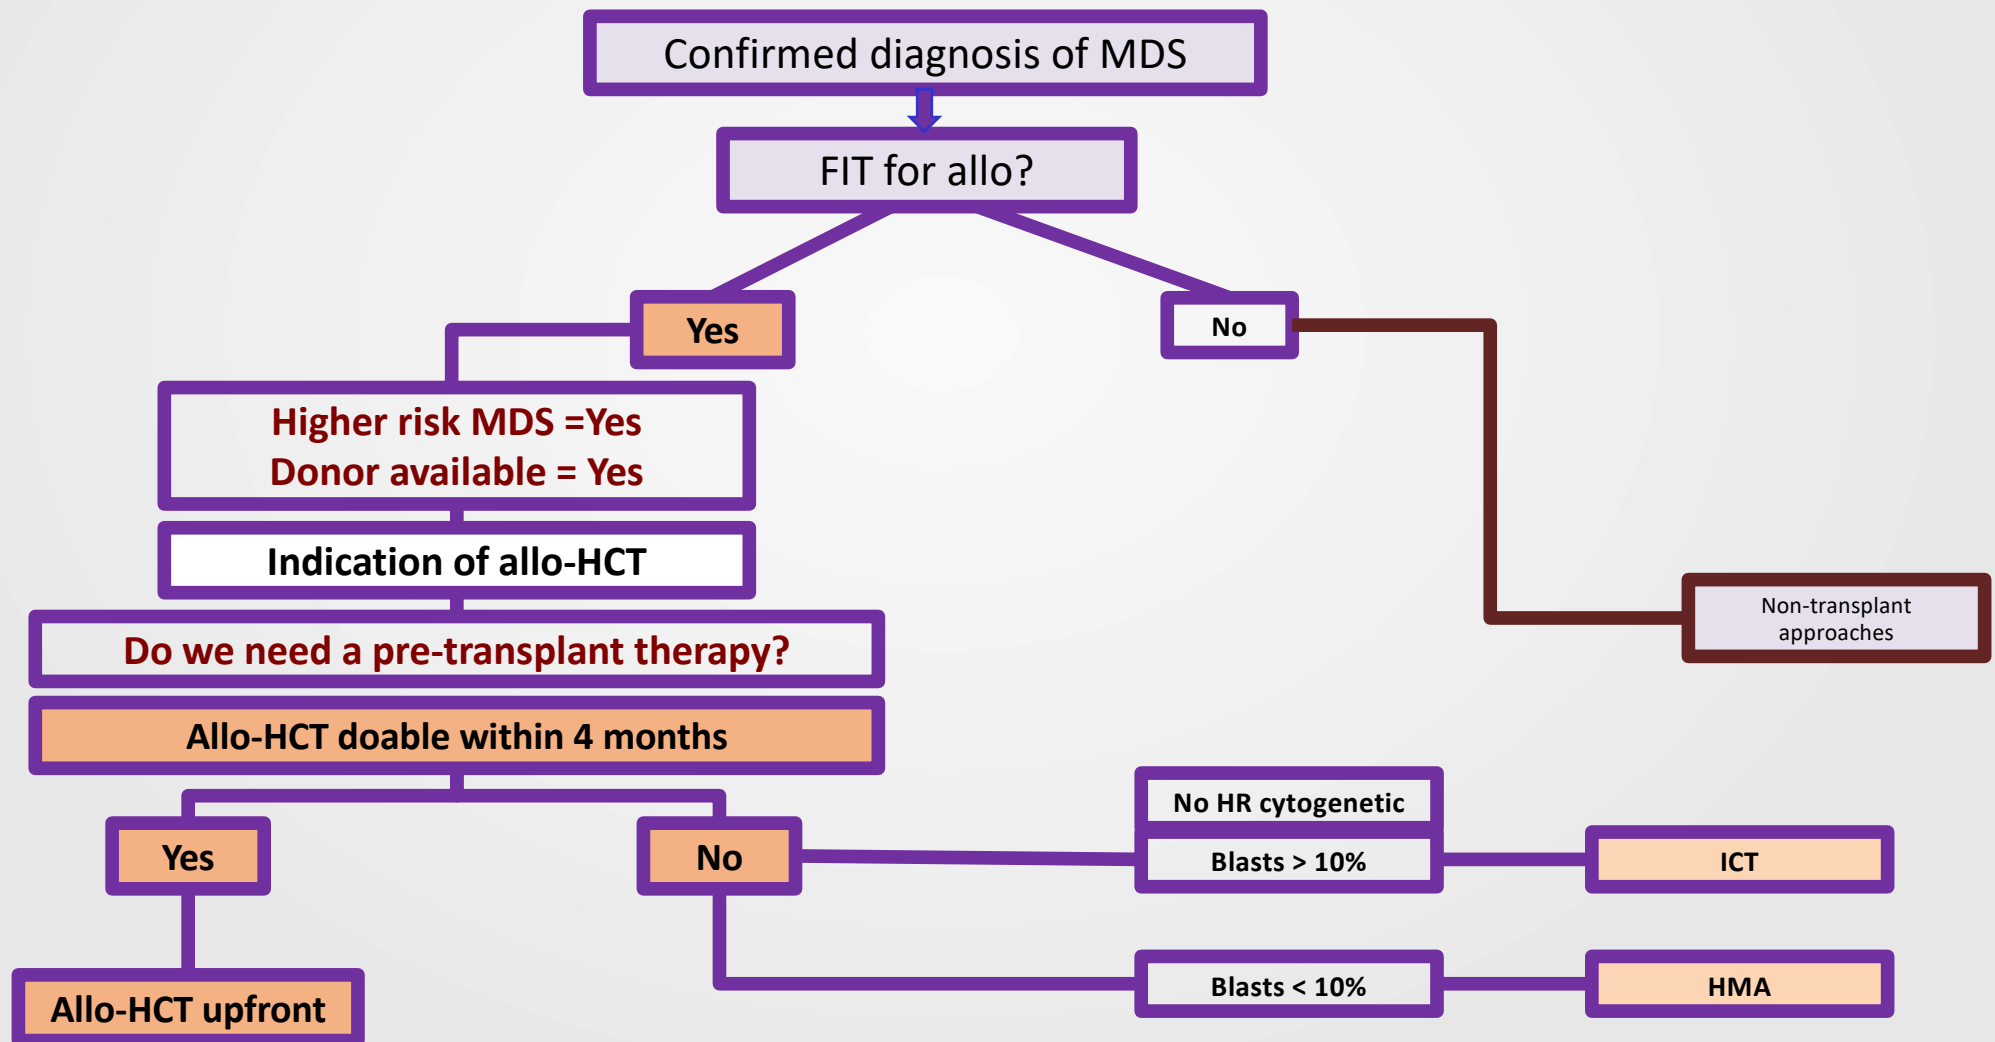 Confirmed diagnosis of MDS
FIT for allo?
Yes
No
Higher risk MDS =Yes
Donor available = Yes
Indication of allo-HCT
Non-transplant
approaches
Do we need a pre-transplant therapy?
Allo-HCT doable within 4 months
No HR cytogenetic
Yes
No
Blasts > 10%
ICT
Blasts < 10%
HMA
Allo-HCT upfront